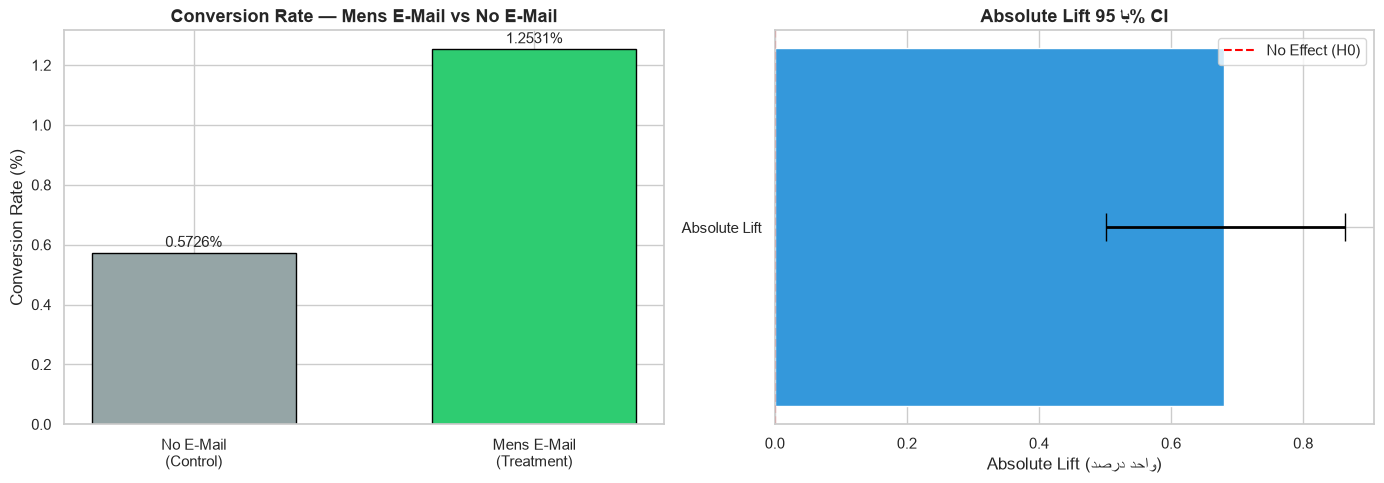 Conversion Rate — Mens E-Mail vs No E-Mail
1.2531%
0.5726%
Conversion Rate (%)
1.2
1.0
0.8
0.6
0.4
0.2
0.0
No E-Mail
(Control)
Mens E-Mail
(Treatment)
Absolute Lift 95 با% CI
No Effect (H0)
Absolute Lift
0.0 0.2 0.4 0.6 0.8
Absolute Lift (واحد درصد)